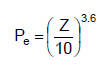 Pₑ = (Z/10)^3.6